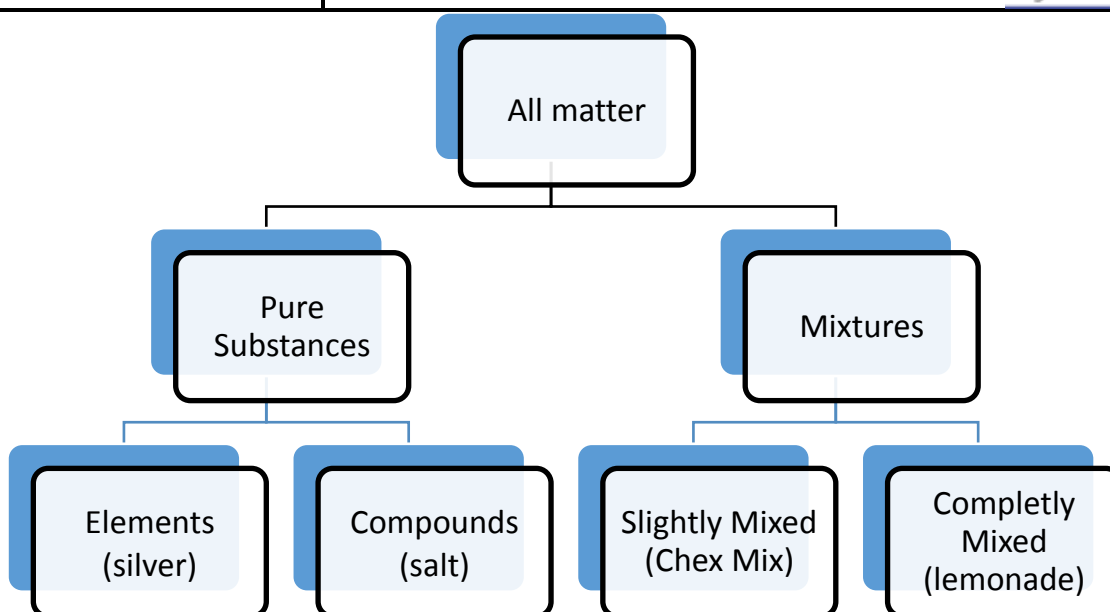 All matter
Pure
Substances
Mixtures
Elements
(silver)
Compounds
(salt)
Slightly Mixed
(Chex Mix)
Completly
Mixed
(lemonade)